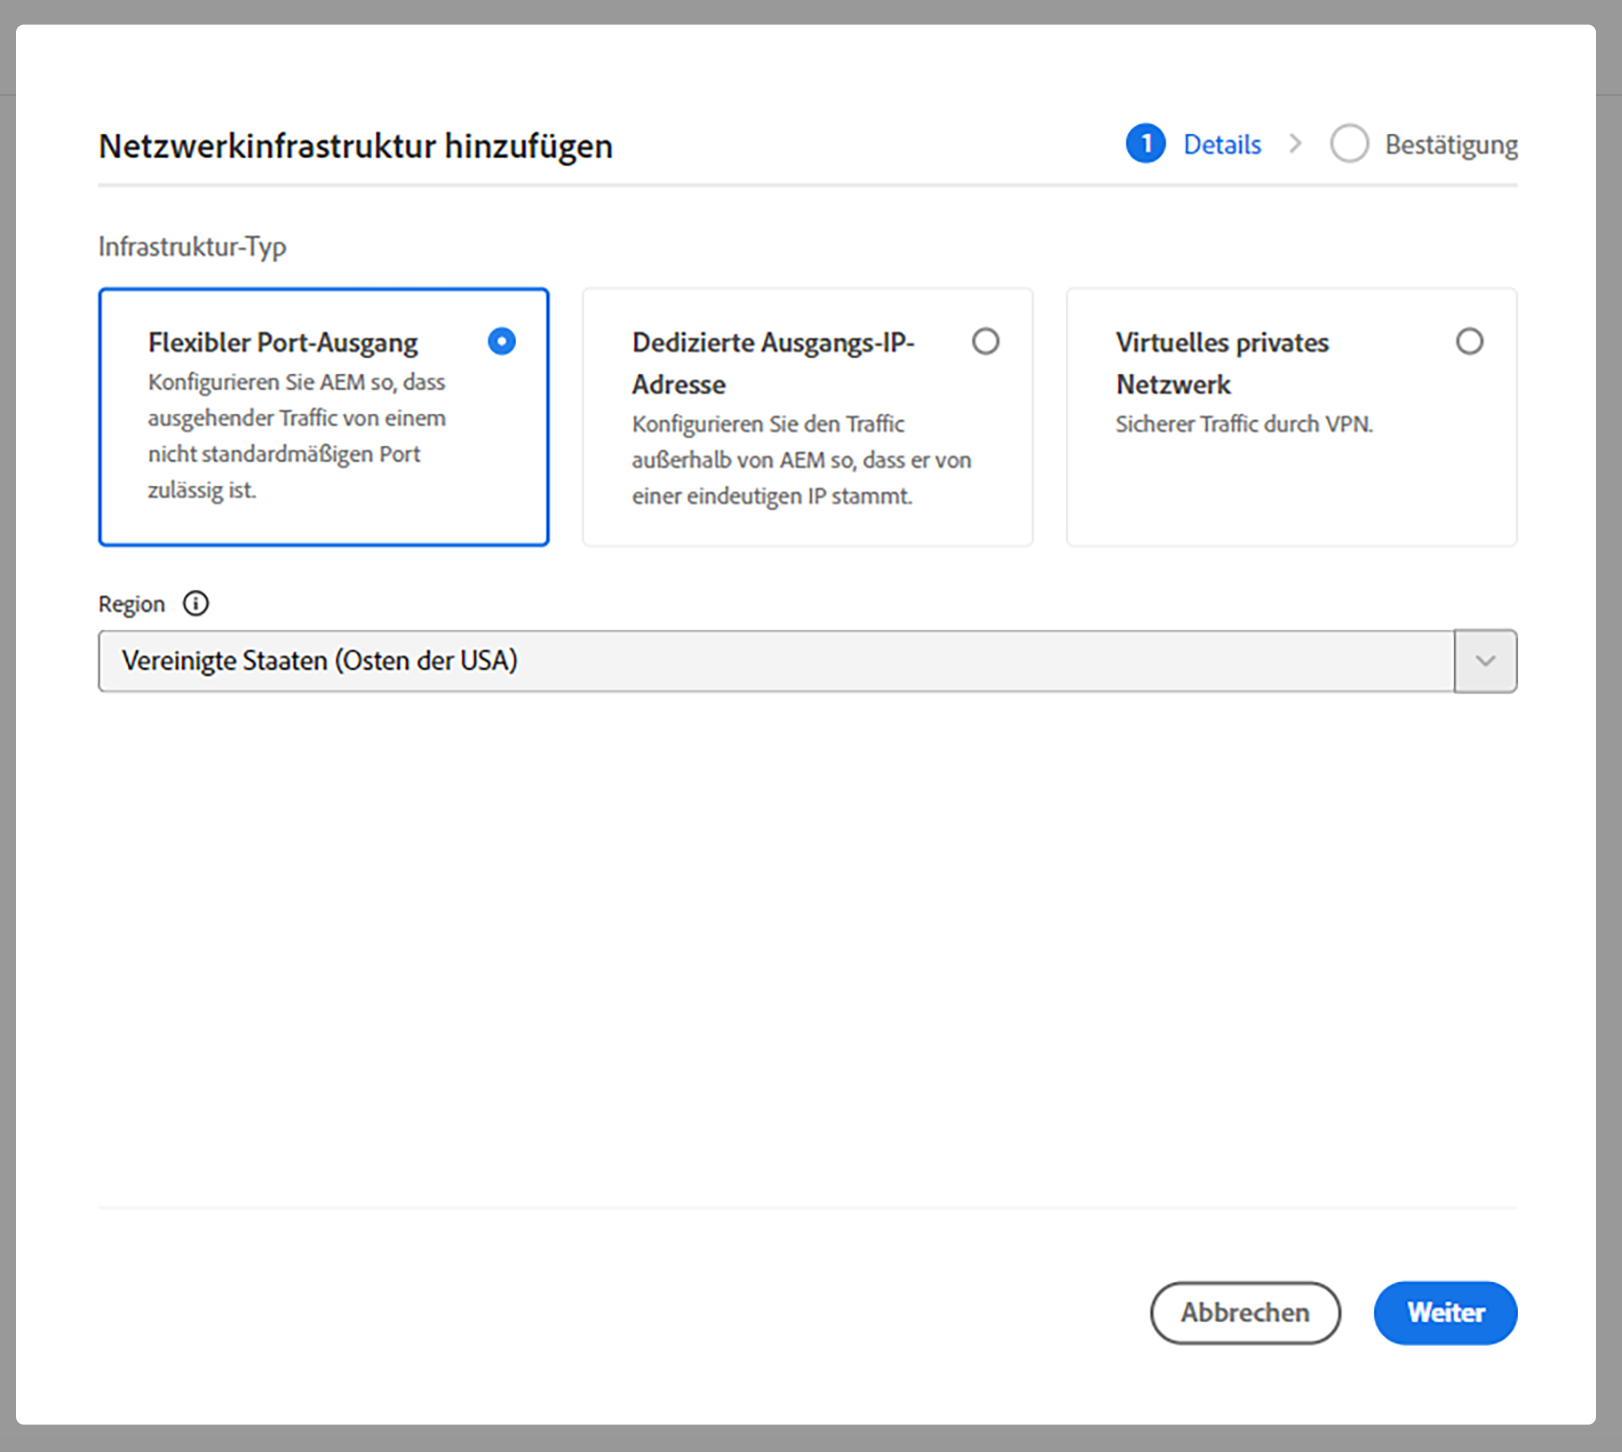 Netzwerkinfrastruktur hinzufügen
1 Details > Bestätigung
Infrastruktur-Typ
Flexibler Port-Ausgang
Konfigurieren Sie AEM so, dass
ausgehender Traffic von einem
nicht standardmäßigen Port
zulässig ist.
Dedizierte Ausgangs-IP-
Adresse
Konfigurieren Sie den Traffic
außerhalb von AEM so, dass er von
einer eindeutigen IP stammt.
Virtuelles privates
Netzwerk
Sicherer Traffic durch VPN.
Region
Vereinigte Staaten (Osten der USA)
Abbrechen
Weiter